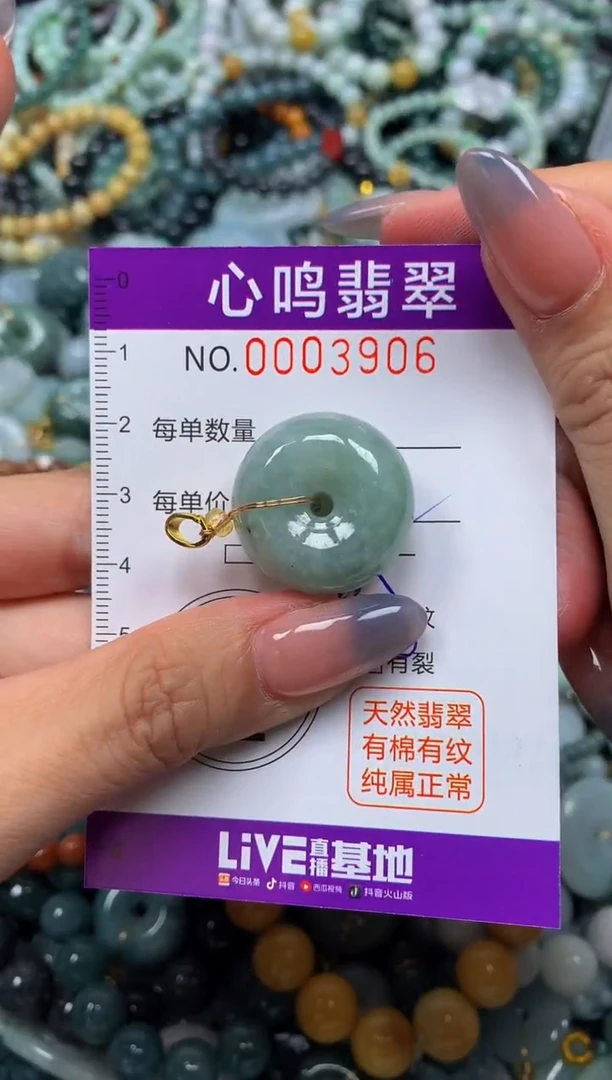 0
心鸣翡翠
1
NO.0003906
2
每单数量
3
每单价
4
5
纹
有裂
天然翡翠
有棉有纹
纯属正常
LiVE直播基地
今日头条 抖音 西瓜视频 抖音火山版